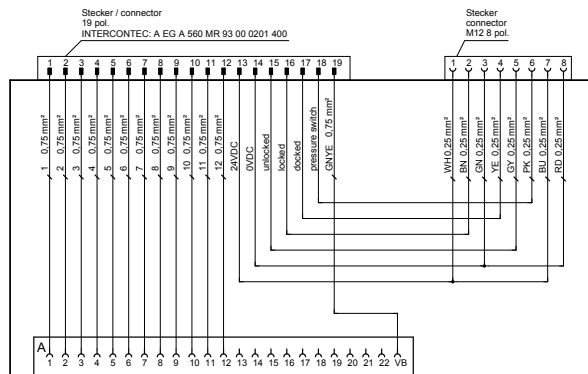 Stecker / connector
19 pol.
INTERCONTEC: A EG A 560 MR 93 00 0201 400
Stecker
connector
M12 8 pol.
1 2 3 4 5 6 7 8 9 10 11 12 13 14 15 16 17 18 19
1 2 3 4 5 6 7 8
1 0,75 mm²
2 0,75 mm²
3 0,75 mm²
4 0,75 mm²
5 0,75 mm²
6 0,75 mm²
7 0,75 mm²
8 0,75 mm²
9 0,75 mm²
10 0,75 mm²
11 0,75 mm²
12 0,75 mm²
24VDC
0VDC
unlocked
locked
docked
pressure switch
GNYE 0,75 mm²
WH 0,25 mm²
BN 0,25 mm²
GN 0,25 mm²
YE 0,25 mm²
GY 0,25 mm²
PK 0,25 mm²
BU 0,25 mm²
RD 0,25 mm²
A
1 2 3 4 5 6 7 8 9 10 11 12 13 14 15 16 17 18 19 20 21 22 VB